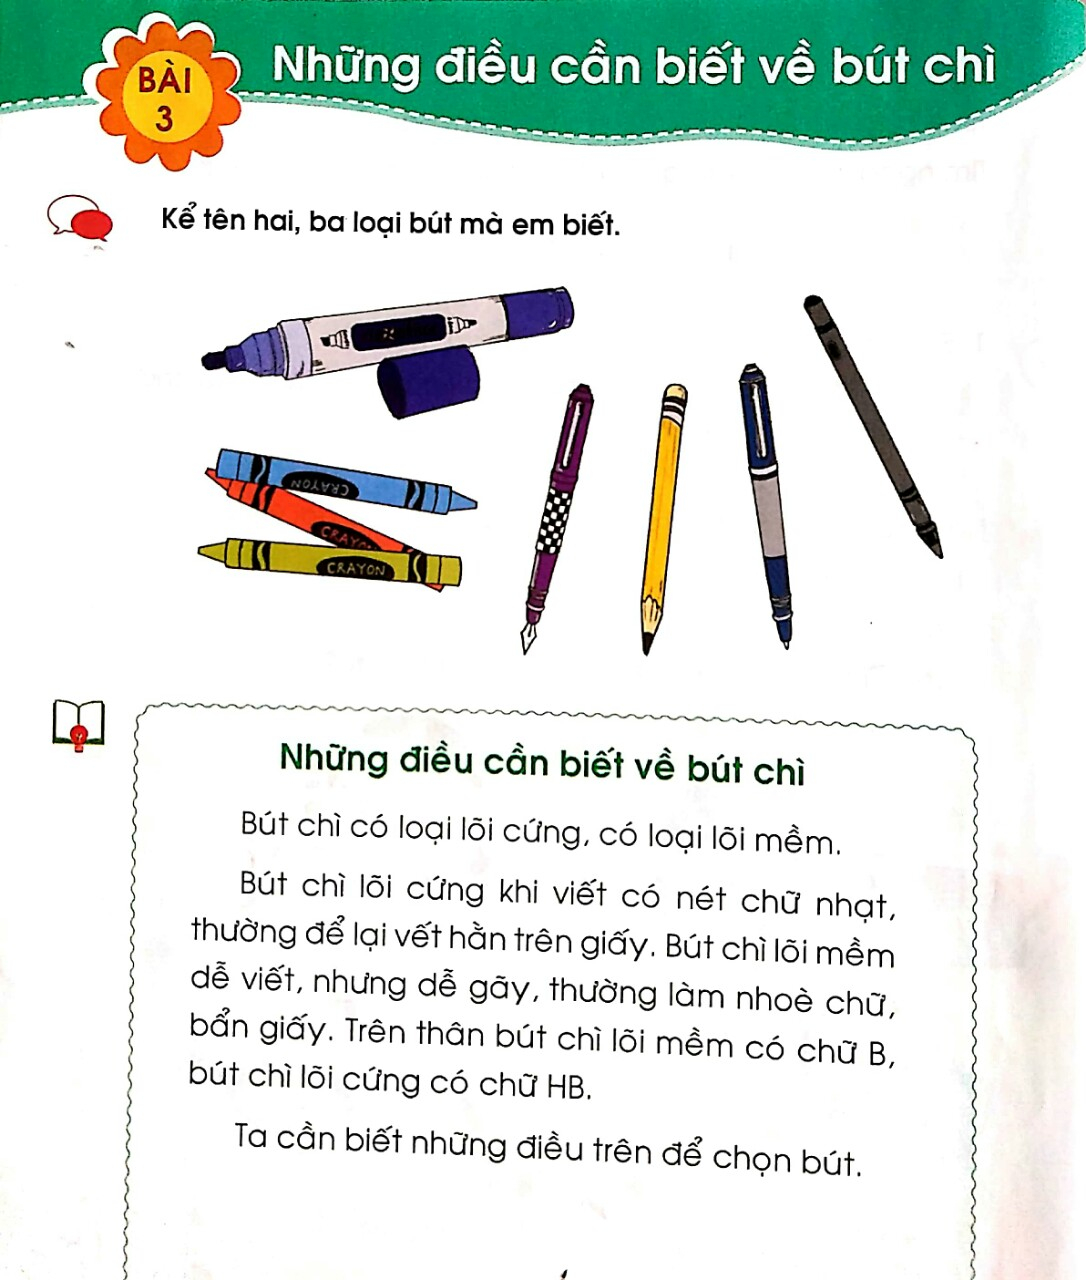 BÀI
3
Những điều cần biết về bút chì
Kể tên hai, ba loại bút mà em biết.
CRAYON
CRAYON
CRAYON
Những điều cần biết về bút chì
Bút chì có loại lõi cứng, có loại lõi mềm.
Bút chì lõi cứng khi viết có nét chữ nhạt,
thường để lại vết hằn trên giấy. Bút chì lõi mềm
dễ viết, nhưng dễ gãy, thường làm nhoè chữ,
bẩn giấy. Trên thân bút chì lõi mềm có chữ B,
bút chì lõi cứng có chữ HB.
Ta cần biết những điều trên để chọn bút.